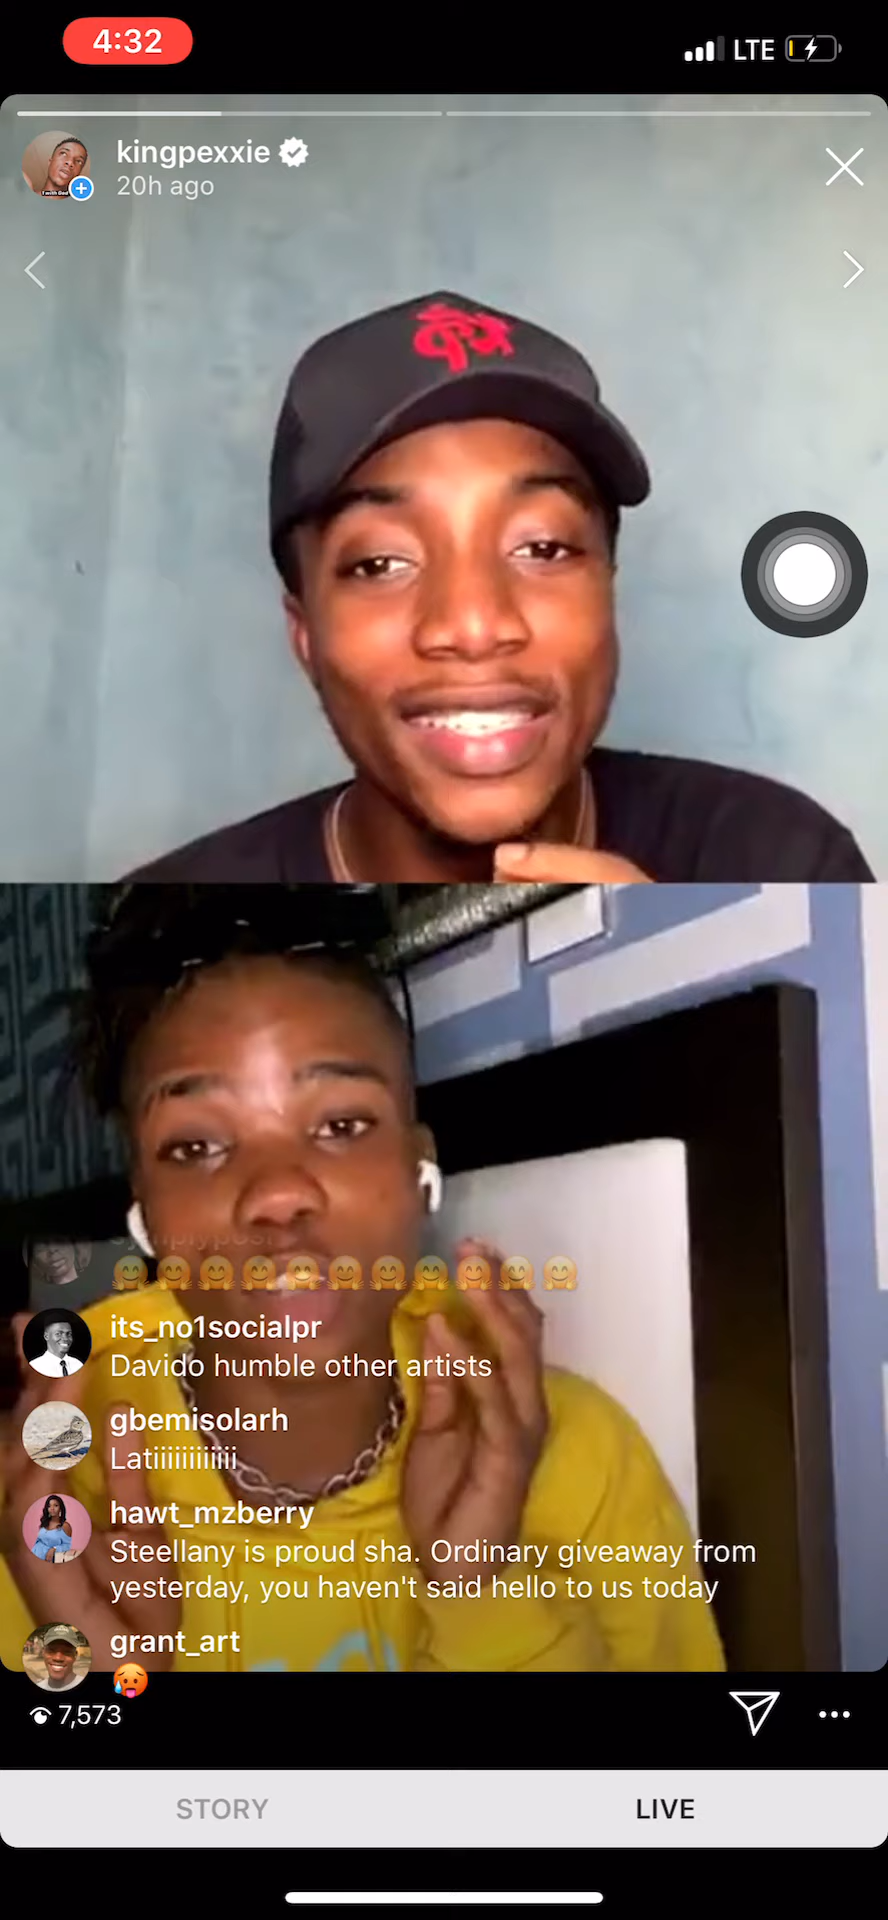 4:32
LTE
kingpexxie
20h ago
its_no1socialpr
Davido humble other artists
gbemisolarh
Latiiiiiiiiiiii
hawt_mzberry
Steellany is proud sha. Ordinary giveaway from
yesterday, you haven't said hello to us today
grant_art
🥵
7,573
STORY
LIVE